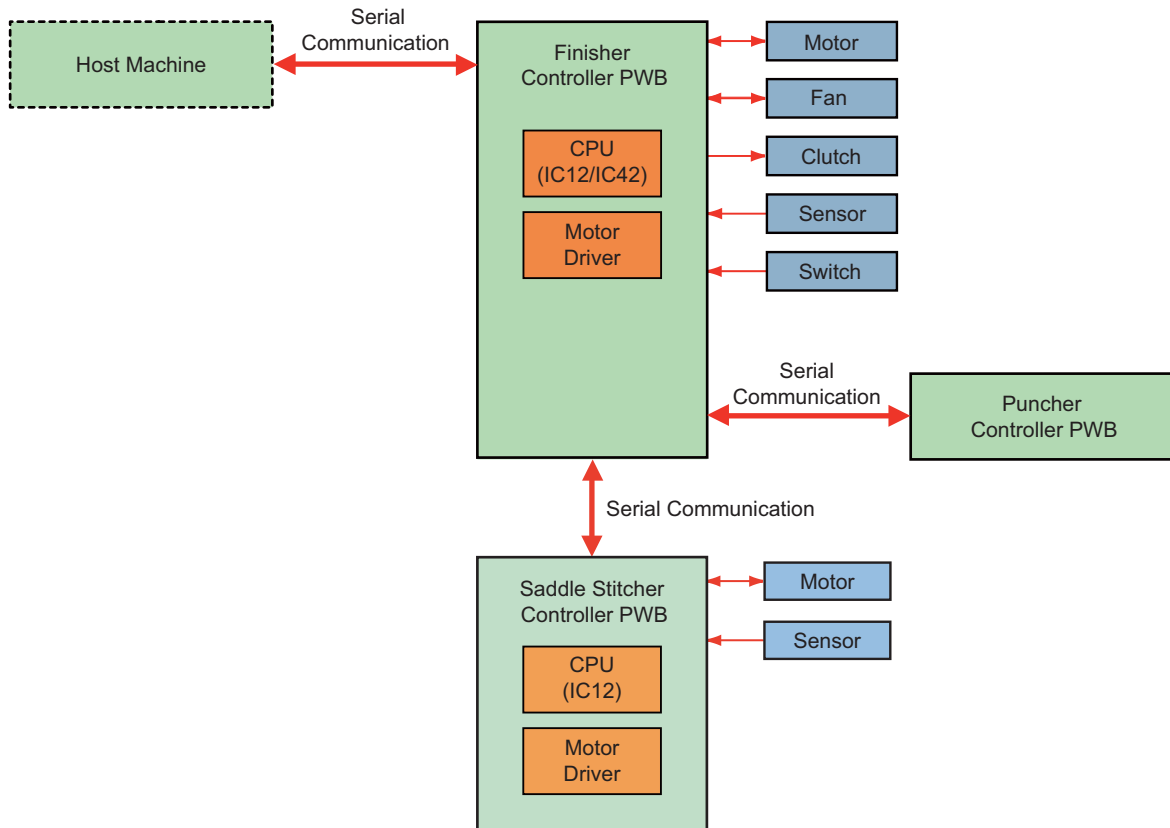 Serial
Communication
Host Machine
Finisher
Controller PWB
CPU
(IC12/IC42)
Motor
Driver
Motor
Fan
Clutch
Sensor
Switch
Serial
Communication
Puncher
Controller PWB
Serial Communication
Saddle Stitcher
Controller PWB
CPU
(IC12)
Motor
Driver
Motor
Sensor